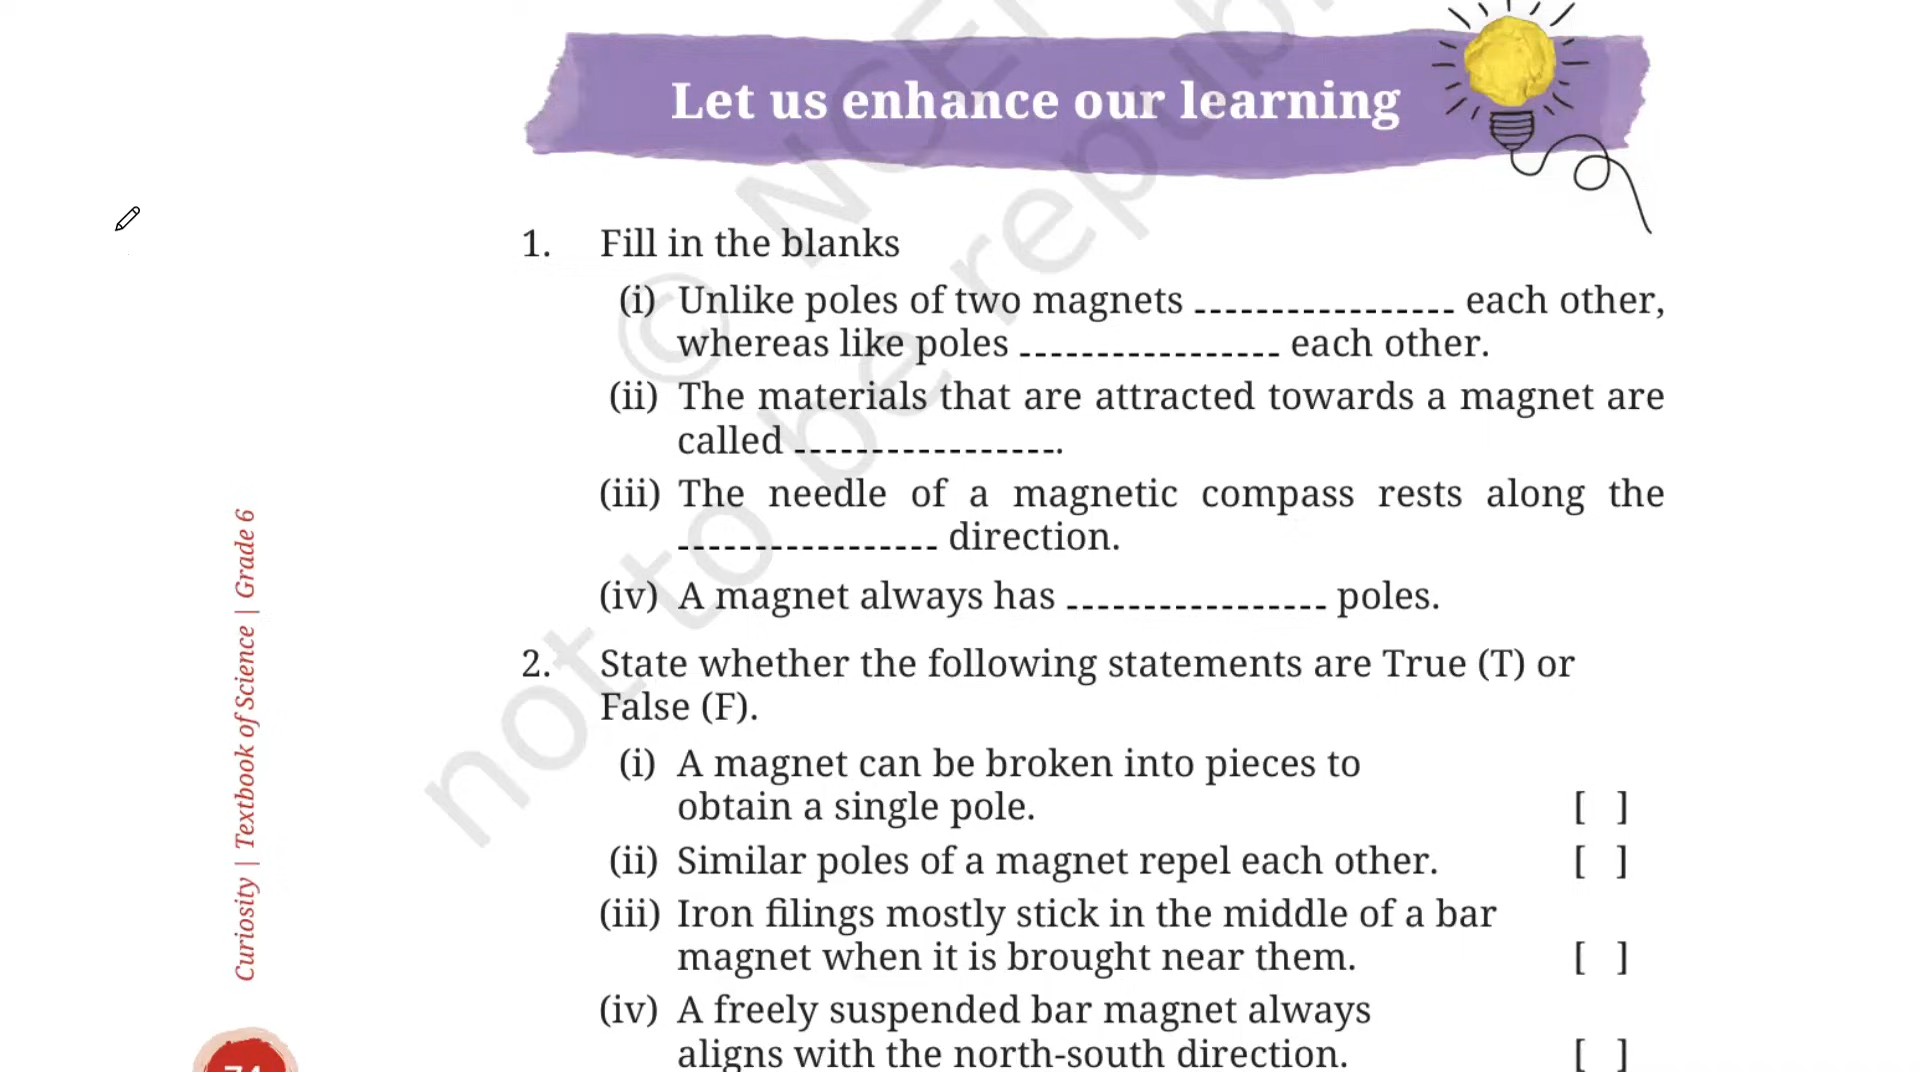 Let us enhance our learning
1. Fill in the blanks
(i) Unlike poles of two magnets ________________ each other,
whereas like poles ________________ each other.
(ii) The materials that are attracted towards a magnet are
called ________________.
(iii) The needle of a magnetic compass rests along the
________________ direction.
(iv) A magnet always has ________________ poles.
2. State whether the following statements are True (T) or
False (F).
(i) A magnet can be broken into pieces to
obtain a single pole. [ ]
(ii) Similar poles of a magnet repel each other. [ ]
(iii) Iron filings mostly stick in the middle of a bar
magnet when it is brought near them. [ ]
(iv) A freely suspended bar magnet always
aligns with the north-south direction. [ ]
Curiosity | Textbook of Science | Grade 6
not to be